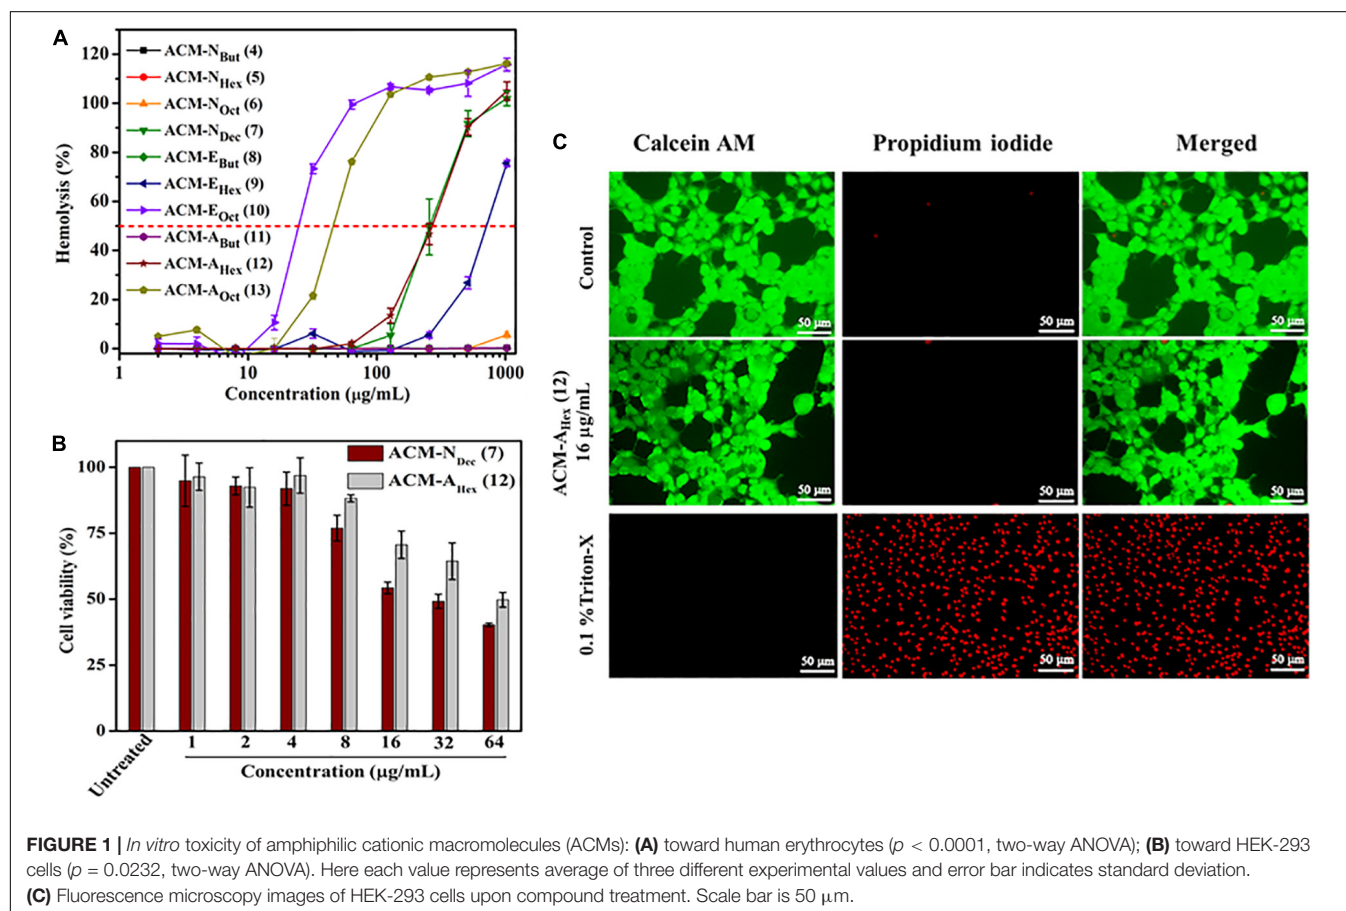 A
120
100
80
60
40
20
0
Hemolysis (%)
ACM-N_But (4)
ACM-N_Hex (5)
ACM-N_Oct (6)
ACM-N_Dec (7)
ACM-E_But (8)
ACM-E_Hex (9)
ACM-E_Oct (10)
ACM-A_But (11)
ACM-A_Hex (12)
ACM-A_Oct (13)
1 10 100 1000
Concentration (µg/mL)
B
100
75
50
25
0
Cell viability (%)
ACM-N_Dec (7)
ACM-A_Hex (12)
Untreated 1 2 4 8 16 32 64
Concentration (µg/mL)
C
Calcein AM Propidium iodide Merged
Control
50 µm 50 µm 50 µm
ACM-A_Hex (12)
16 µg/mL
50 µm 50 µm 50 µm
0.1 %Triton-X
50 µm 50 µm 50 µm
FIGURE 1 | In vitro toxicity of amphiphilic cationic macromolecules (ACMs): (A) toward human erythrocytes (p < 0.0001, two-way ANOVA); (B) toward HEK-293
cells (p = 0.0232, two-way ANOVA). Here each value represents average of three different experimental values and error bar indicates standard deviation.
(C) Fluorescence microscopy images of HEK-293 cells upon compound treatment. Scale bar is 50 µm.